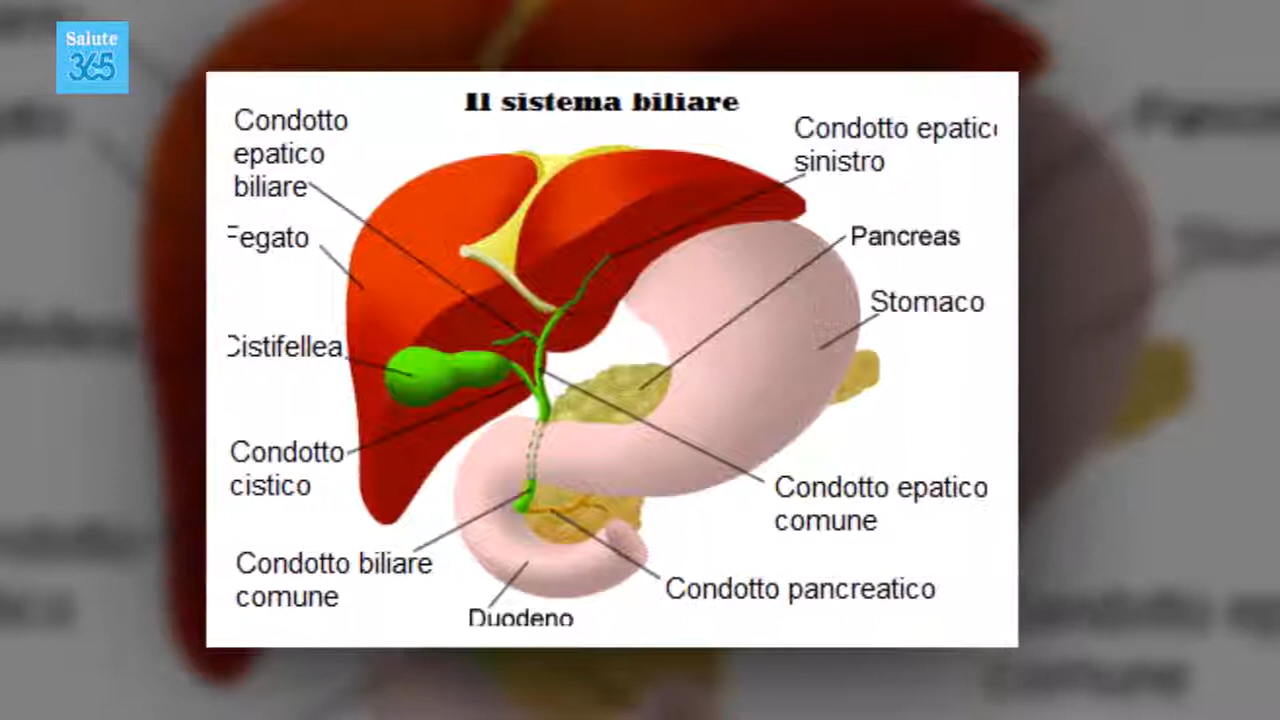 Salute
365
Il sistema biliare
Condotto
epatico
biliare
Condotto epatic
sinistro
Fegato
Pancreas
Stomaco
Distifellea
Condotto
cistico
Condotto epatico
comune
Condotto biliare
comune
Condotto pancreatico
Duodeno